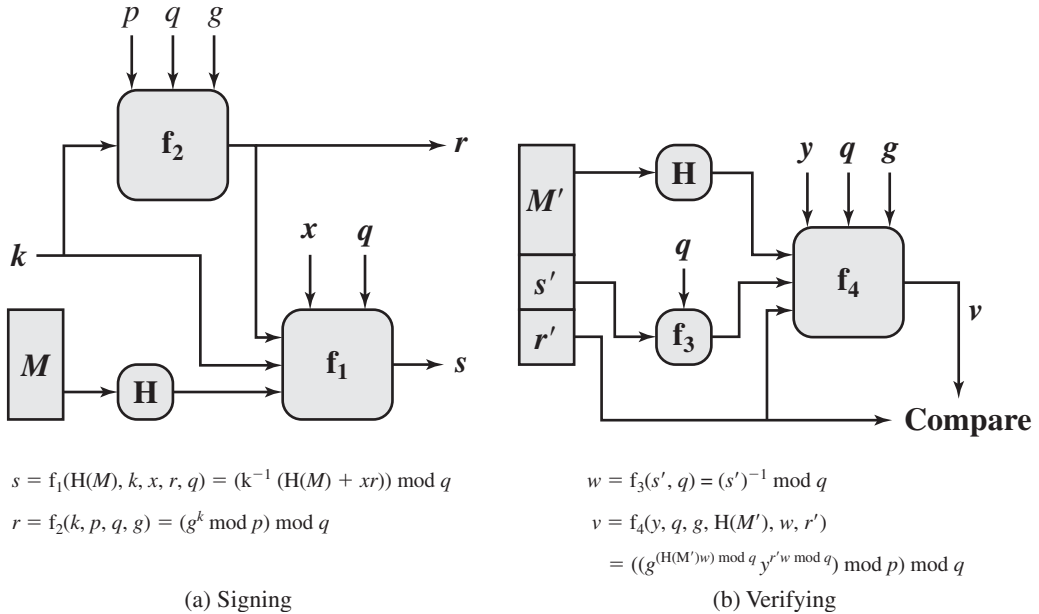 p q g
f₂
r
k
x q
M
H
f₁
s
s = f₁(H(M), k, x, r, q) = (k⁻¹ (H(M) + xr)) mod q
r = f₂(k, p, q, g) = (gᵏ mod p) mod q
(a) Signing
M′
s′
r′
H
q
f₃
y q g
f₄
v
Compare
w = f₃(s′, q) = (s′)⁻¹ mod q
v = f₄(y, q, g, H(M′), w, r′)
= ((g^(H(M′)w) mod q y^r′w mod q) mod p) mod q
(b) Verifying